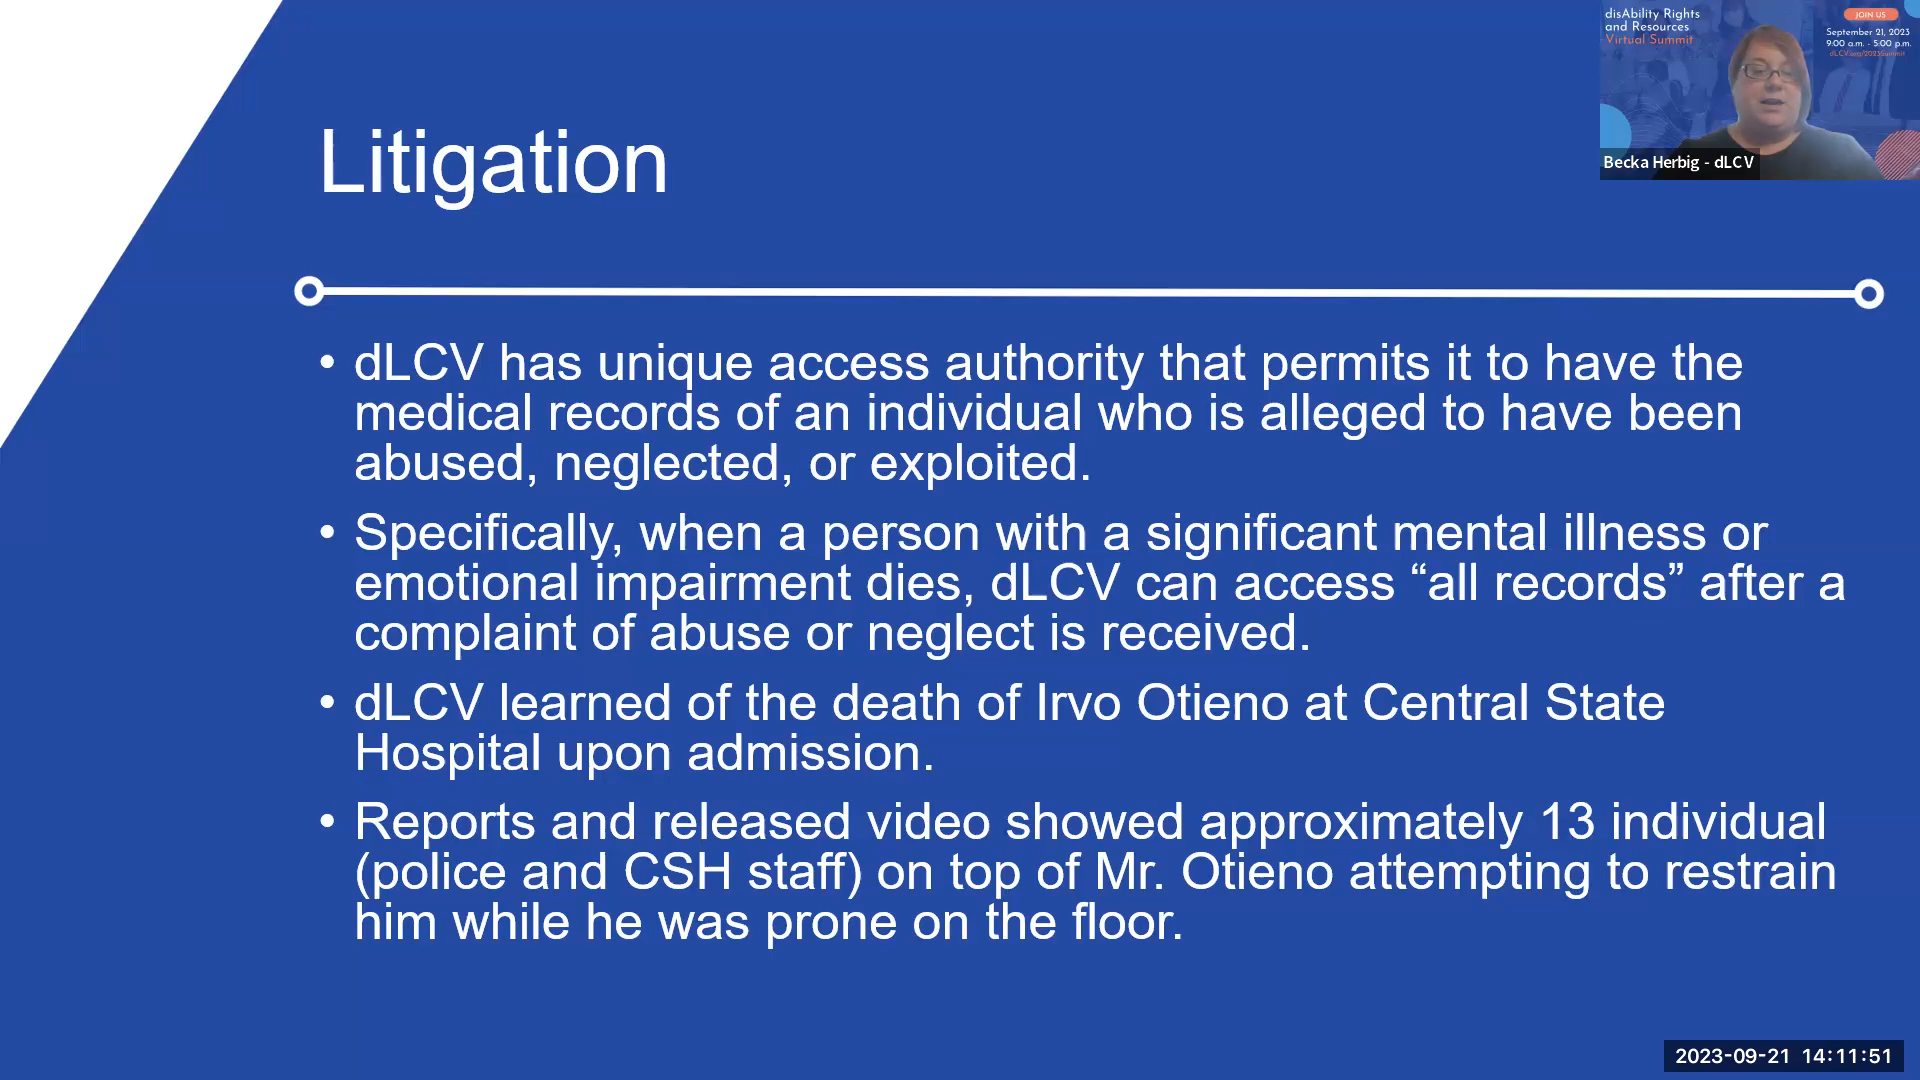 disAbility Rights
and Resources
Virtual Summit
JOIN US
September 21, 2023
9:00 a.m. - 5:00 p.m.
Becka Herbig - dLCV
Litigation
• dLCV has unique access authority that permits it to have the
medical records of an individual who is alleged to have been
abused, neglected, or exploited.
• Specifically, when a person with a significant mental illness or
emotional impairment dies, dLCV can access “all records” after a
complaint of abuse or neglect is received.
• dLCV learned of the death of Irvo Otieno at Central State
Hospital upon admission.
• Reports and released video showed approximately 13 individual
(police and CSH staff) on top of Mr. Otieno attempting to restrain
him while he was prone on the floor.
2023-09-21 14:11:51